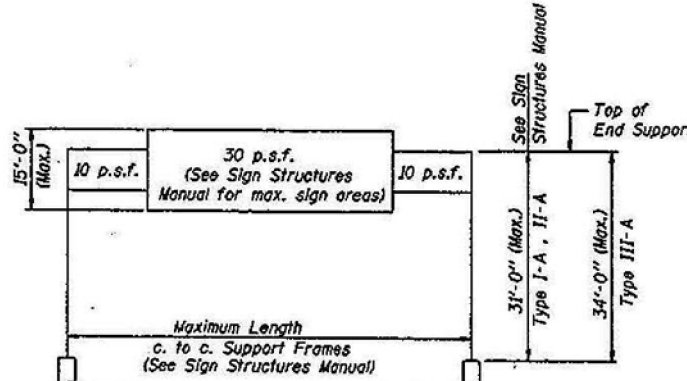 See Sign
Structures Manual
Top of
End Support
15'-0"
(Max.)
10 p.s.f.
30 p.s.f.
(See Sign Structures
Manual for max. sign areas)
10 p.s.f.
31'-0" (Max.)
Type I-A , II-A
34'-0" (Max.)
Type III-A
Maximum Length
c. to c. Support Frames
(See Sign Structures Manual)